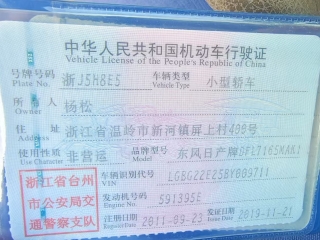 中华人民共和国机动车行驶证
Vehicle License of the People's Republic of China
号牌号码 浙J5H8E5 车辆类型 小型轿车
Plate No. Vehicle Type
所有人 杨松
Owner
住址 浙江省温岭市新河镇屏上村409号
Address
使用性质 非营运 品牌型号 东风日产牌DFL7165MAK1
Use Character Model
浙江省台州 车辆识别代号 LGBG22E25BY009711
VIN
市公安局交 发动机号码 591395E
Engine No.
通警察支队 注册日期 2011-09-23 发证日期 2019-11-21
Register Date Issue Date